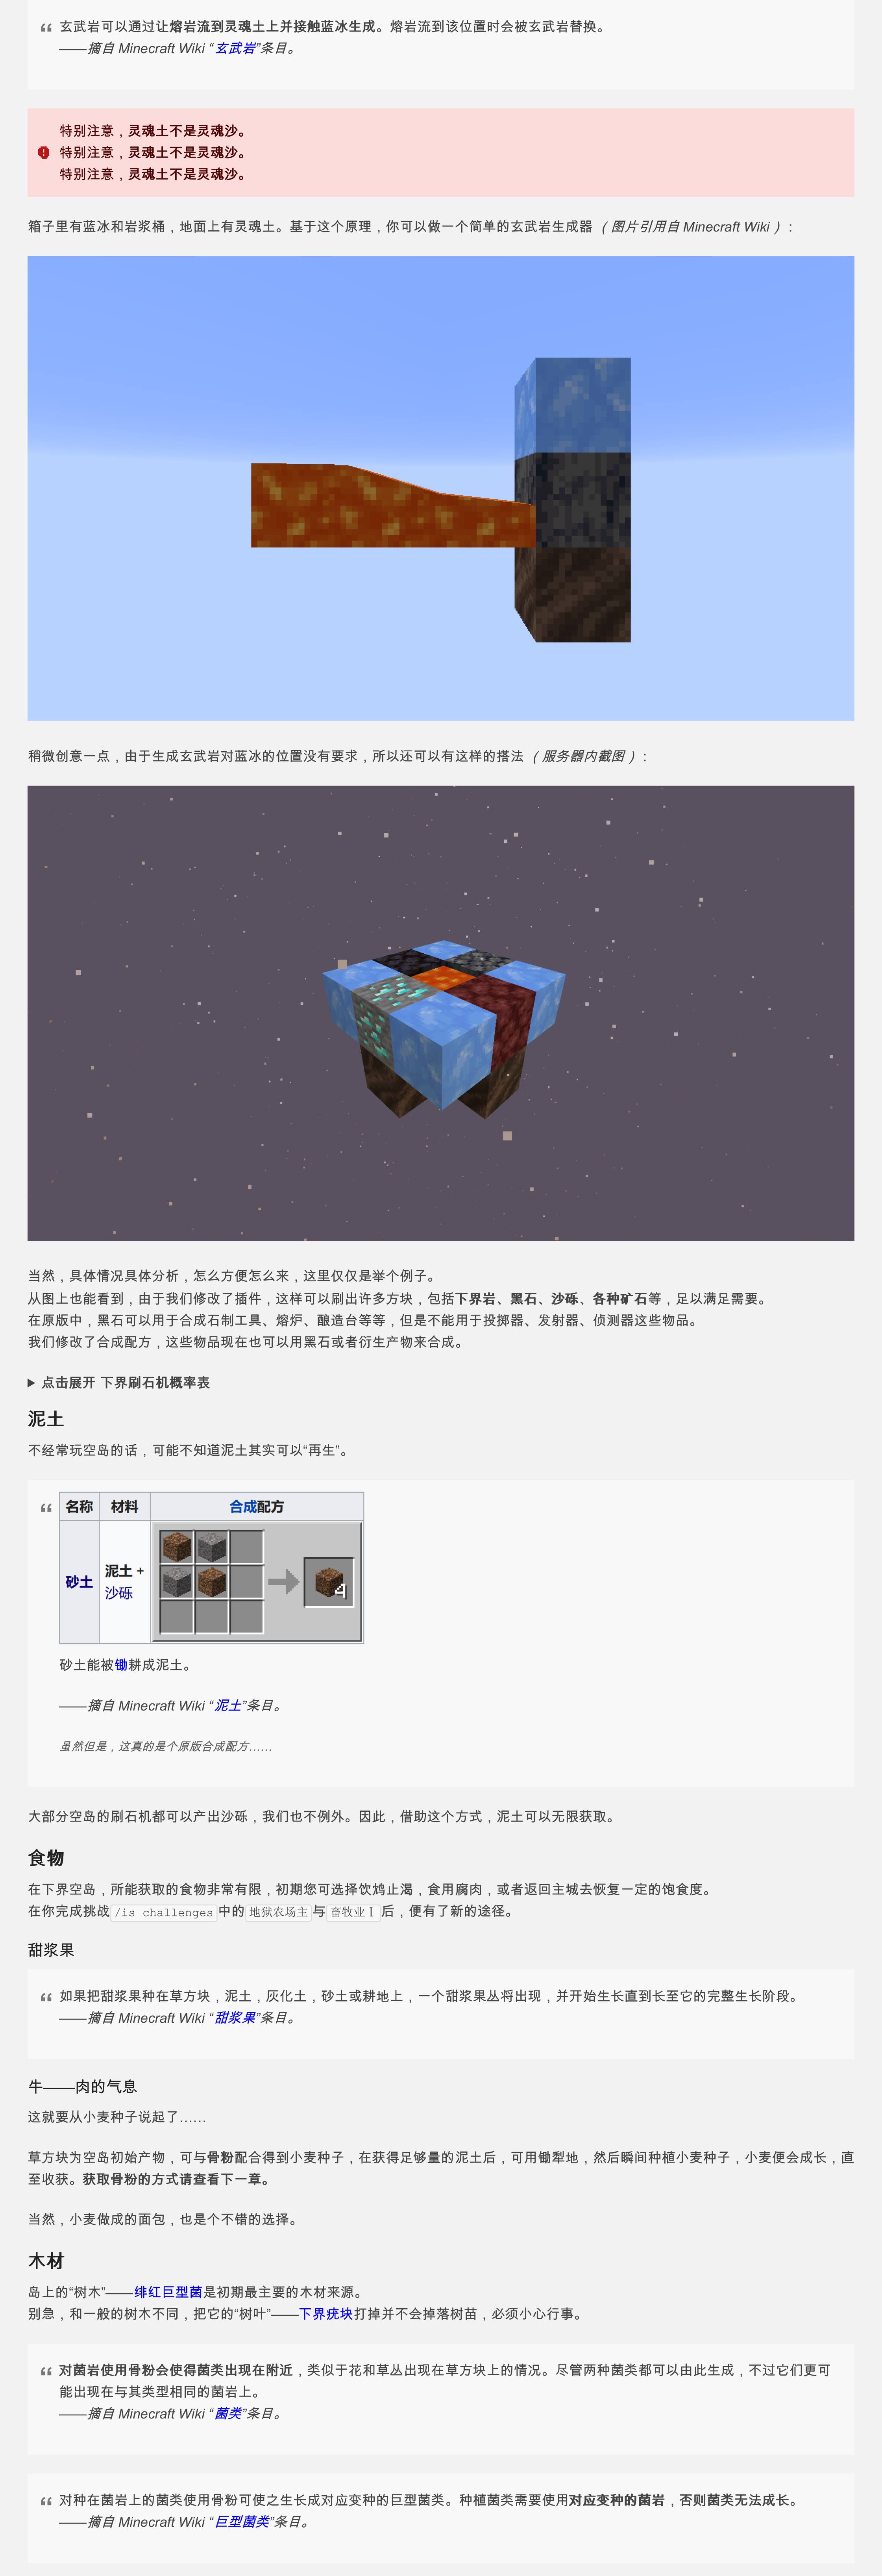 玄武岩可以通过让熔岩流到灵魂土上并接触蓝冰生成。熔岩流到该位置时会被玄武岩替换。
——摘自 Minecraft Wiki “玄武岩”条目。
特别注意，灵魂土不是灵魂沙。
特别注意，灵魂土不是灵魂沙。
特别注意，灵魂土不是灵魂沙。
箱子里有蓝冰和岩浆桶，地面上有灵魂土。基于这个原理，你可以做一个简单的玄武岩生成器（图片引用自 Minecraft Wiki）：
稍微创意一点，由于生成玄武岩对蓝冰的位置没有要求，所以还可以有这样的搭法（服务器内截图）：
当然，具体情况具体分析，怎么方便怎么来，这里仅仅是举个例子。
从图上也能看到，由于我们修改了插件，这样可以刷出许多方块，包括下界岩、黑石、沙砾、各种矿石等，足以满足需要。
在原版中，黑石可以用于合成石制工具、熔炉、酿造台等等，但是不能用于投掷器、发射器、侦测器这些物品。
我们修改了合成配方，这些物品现在也可以用黑石或者衍生产物来合成。
点击展开 下界刷石机概率表
泥土
不经常玩空岛的话，可能不知道泥土其实可以“再生”。
名称 材料 合成配方
砂土 泥土 +
沙砾
4
砂土能被锄耕成泥土。
——摘自 Minecraft Wiki “泥土”条目。
虽然但是，这真的是个原版合成配方……
大部分空岛的刷石机都可以产出沙砾，我们也不例外。因此，借助这个方式，泥土可以无限获取。
食物
在下界空岛，所能获取的食物非常有限，初期您可选择饮鸩止渴，食用腐肉，或者返回主城去恢复一定的饱食度。
在你完成挑战 /is challenges 中的 地狱农场主 与 畜牧业 I 后，便有了新的途径。
甜浆果
如果把甜浆果种在草方块，泥土，灰化土，砂土或耕地上，一个甜浆果丛将出现，并开始生长直到长至它的完整生长阶段。
——摘自 Minecraft Wiki “甜浆果”条目。
牛——肉的气息
这就要从小麦种子说起了……
草方块为空岛初始产物，可与骨粉配合得到小麦种子，在获得足够量的泥土后，可用锄犁地，然后瞬间种植小麦种子，小麦便会成长，直
至收获。获取骨粉的方式请查看下一章。
当然，小麦做成的面包，也是个不错的选择。
木材
岛上的“树木”——绯红巨型菌是初期最主要的木材来源。
别急，和一般的树木不同，把它的“树叶”——下界疣块打掉并不会掉落树苗，必须小心行事。
对菌岩使用骨粉会使得菌类出现在附近，类似于花和草丛出现在草方块上的情况。尽管两种菌类都可以由此生成，不过它们更可
能出现在与其类型相同的菌岩上。
——摘自 Minecraft Wiki “菌类”条目。
对种在菌岩上的菌类使用骨粉可使之生长成对应变种的巨型菌类。种植菌类需要使用对应变种的菌岩，否则菌类无法成长。
——摘自 Minecraft Wiki “巨型菌类”条目。